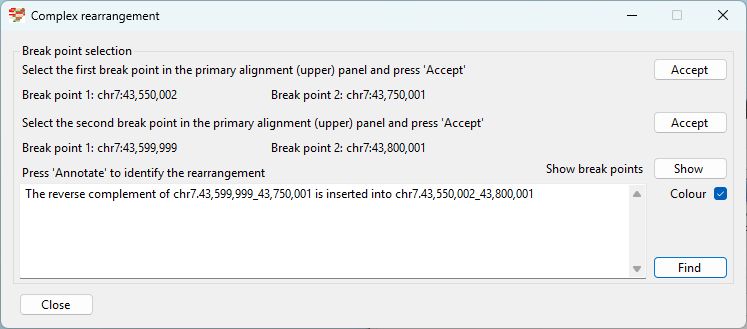 Complex rearrangement
Break point selection
Select the first break point in the primary alignment (upper) panel and press 'Accept'
Accept
Break point 1: chr7:43,550,002 Break point 2: chr7:43,750,001
Select the second break point in the primary alignment (upper) panel and press 'Accept'
Accept
Break point 1: chr7:43,599,999 Break point 2: chr7:43,800,001
Show break points Show
Press 'Annotate' to identify the rearrangement
The reverse complement of chr7.43,599,999_43,750,001 is inserted into chr7.43,550,002_43,800,001
Colour
Find
Close